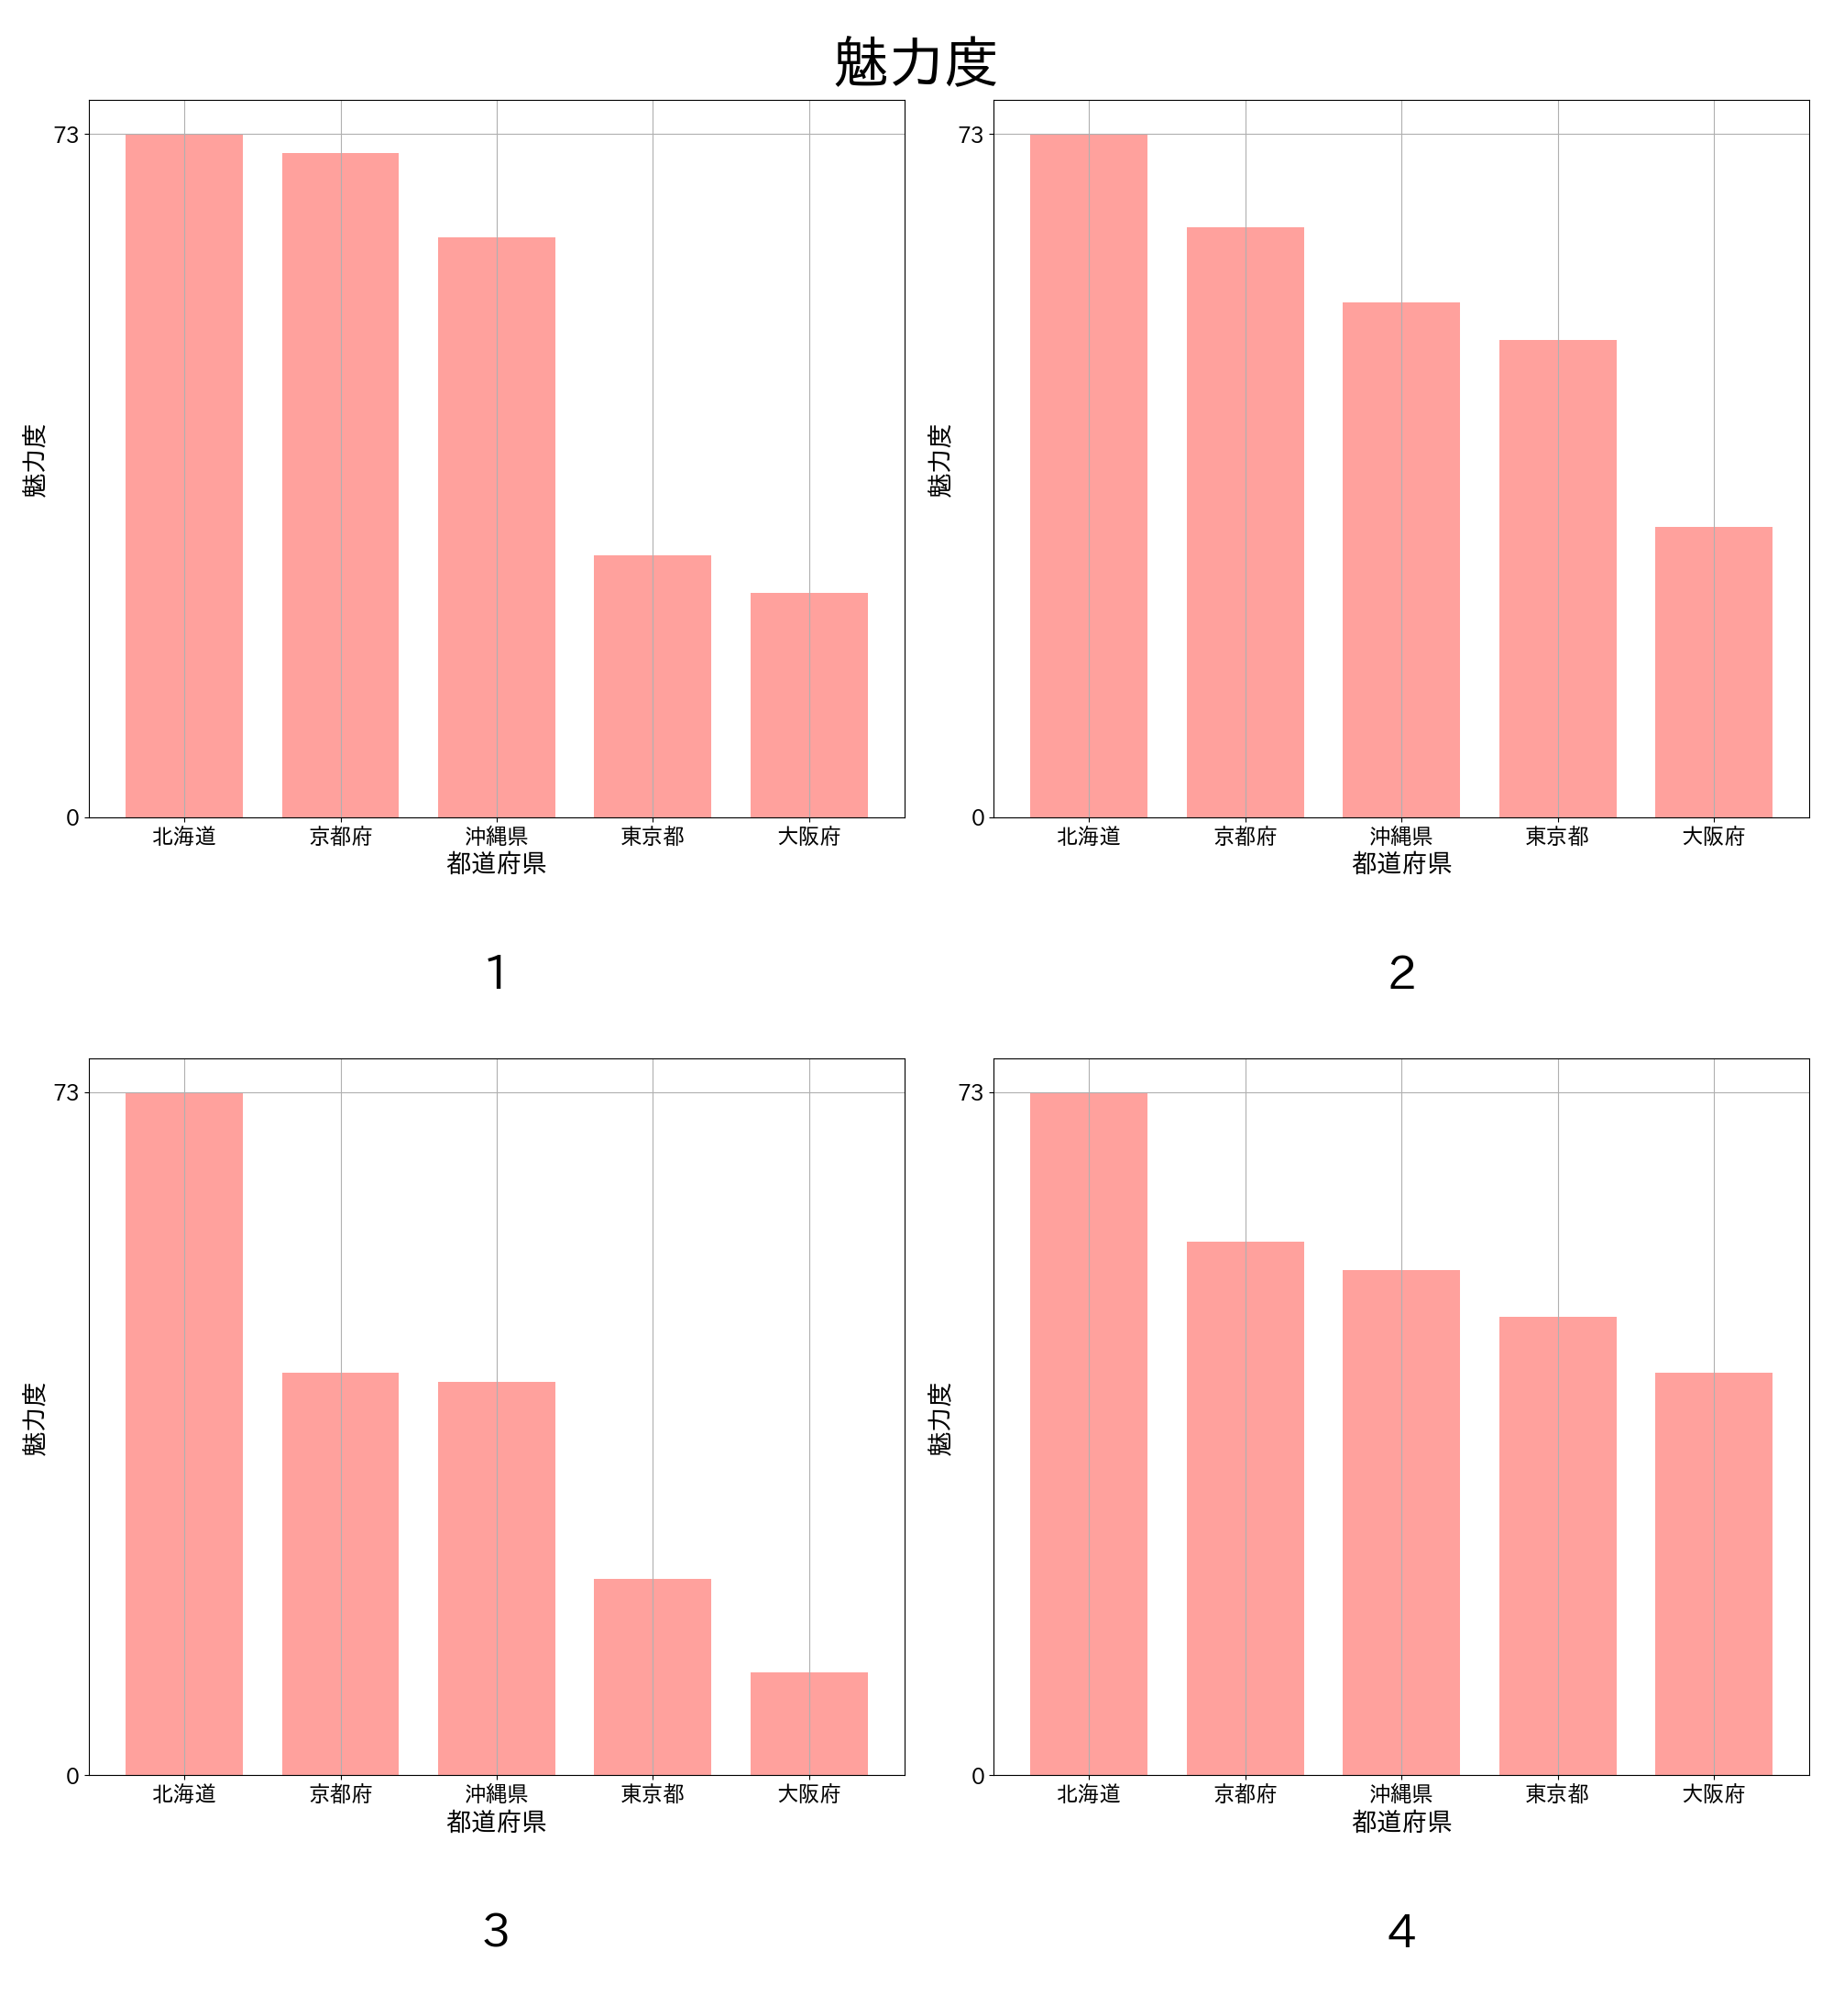 魅力度
73
73
魅力度
魅力度
0
0
北海道 京都府 沖縄県 東京都 大阪府
北海道 京都府 沖縄県 東京都 大阪府
都道府県
都道府県
1
2
73
73
魅力度
魅力度
0
0
北海道 京都府 沖縄県 東京都 大阪府
北海道 京都府 沖縄県 東京都 大阪府
都道府県
都道府県
3
4